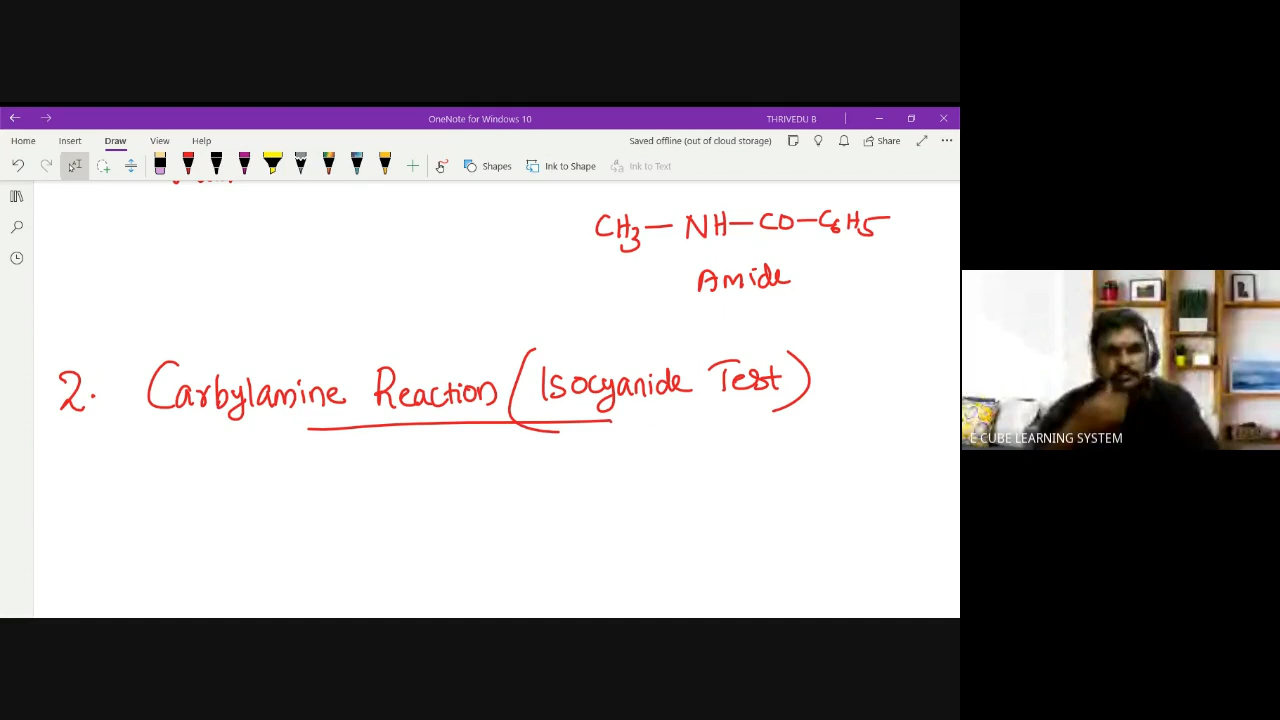 OneNote for Windows 10
THRIVEDU B
Home Insert Draw View Help
Saved offline (out of cloud storage)
Share
Shapes
Ink to Shape
Ink to Text
CH3 — NH — CO — C6H5
Amide
2. Carbylamine Reaction (Isocyanide Test)
E CUBE LEARNING SYSTEM